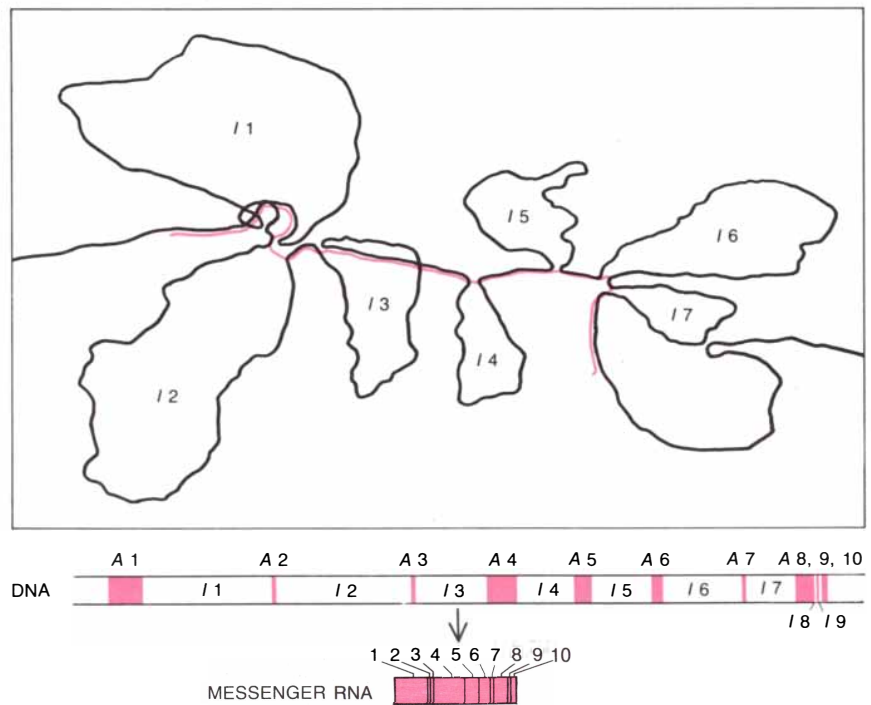 I 1
I 5
I 6
I 3
I 7
I 4
I 2
A 1 A 2 A 3 A 4 A 5 A 6 A 7 A 8, 9, 10
DNA I 1 I 2 I 3 I 4 I 5 I 6 I 7
I 8 I 9
1 2 3 4 5 6 7 8 9 10
MESSENGER RNA